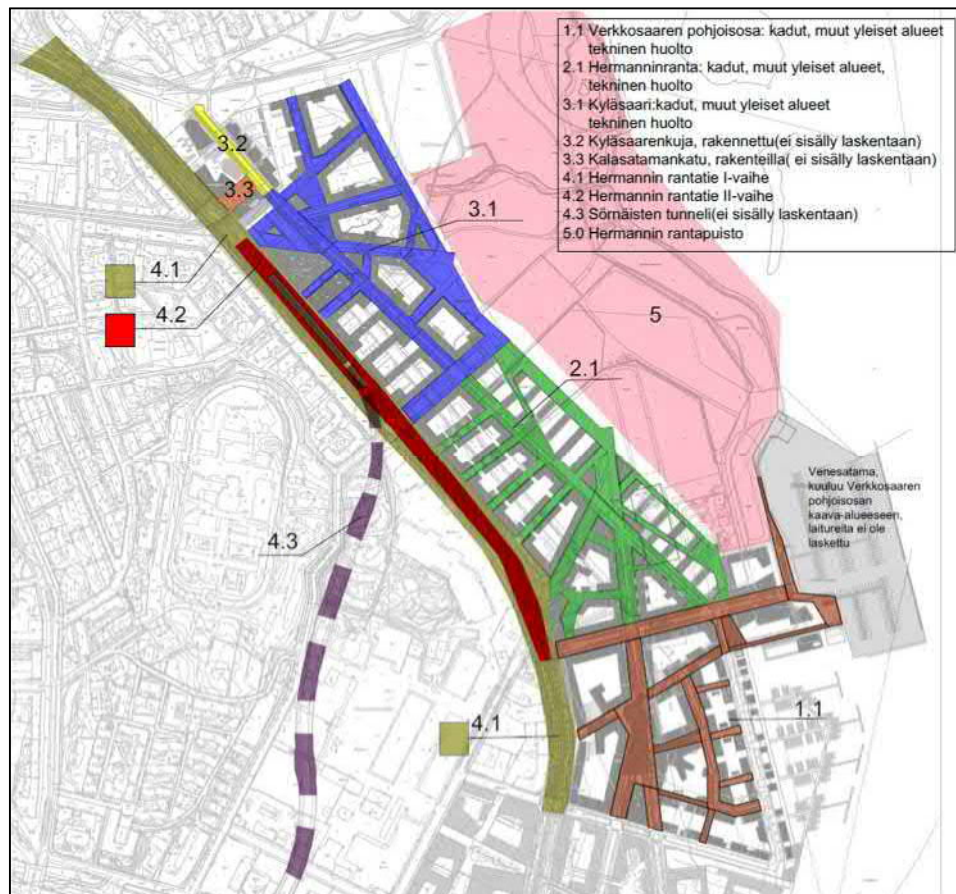 1.1 Verkkosaaren pohjoisosa: kadut, muut yleiset alueet
tekninen huolto
2.1 Hermanninranta: kadut, muut yleiset alueet,
tekninen huolto
3.1 Kyläsaari:kadut, muut yleiset alueet
tekninen huolto
3.2 Kyläsaarenkuja, rakennettu(ei sisälly laskentaan)
3.3 Kalasatamankatu, rakenteilla( ei sisälly laskentaan)
4.1 Hermannin rantatie I-vaihe
4.2 Hermannin rantatie II-vaihe
4.3 Sörnäisten tunneli(ei sisälly laskentaan)
5.0 Hermannin rantapuisto
3.2
3.3
3.1
4.1
4.2
5
2.1
Venesatama,
kuuluu Verkkosaaren
pohjoisosan
kaava-alueeseen,
laitureita ei ole
laskettu
4.3
4.1
1.1